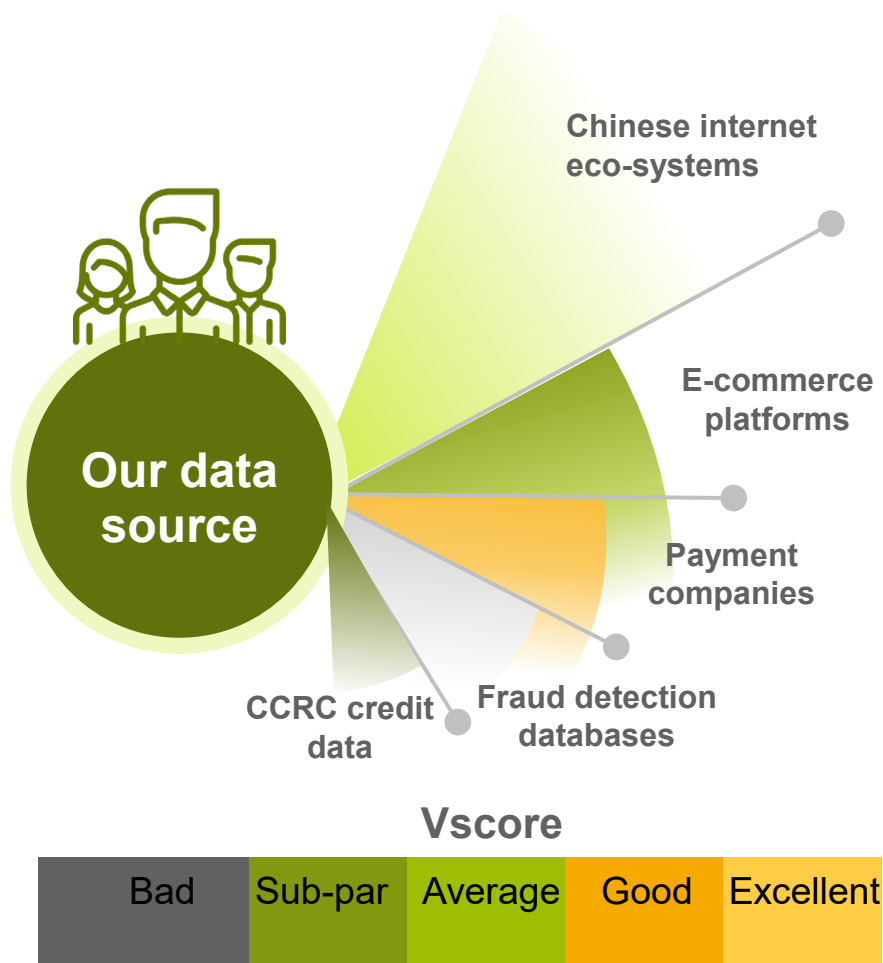 Chinese internet
eco-systems
E-commerce
platforms
Our data
source
Payment
companies
Fraud detection
databases
CCRC credit
data
Vscore
Bad Sub-par Average Good Excellent